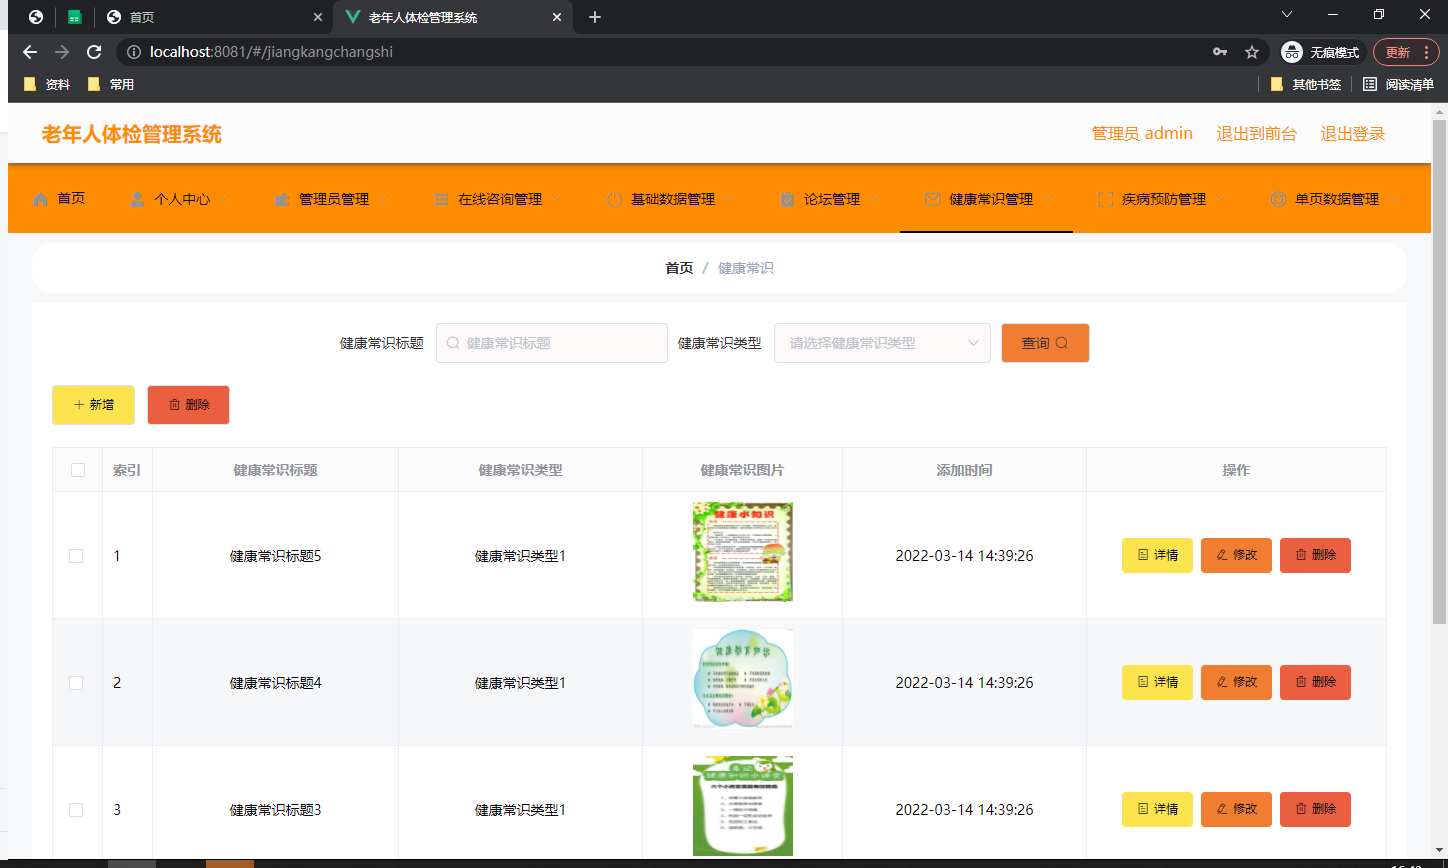 首页
老年人体检管理系统
localhost:8081/#/jiangkangchangshi
无痕模式
更新
资料
常用
其他书签
阅读清单
老年人体检管理系统
管理员 admin
退出到前台
退出登录
首页
个人中心
管理员管理
在线咨询管理
基础数据管理
论坛管理
健康常识管理
疾病预防管理
单页数据管理
首页 / 健康常识
健康常识标题
健康常识标题
健康常识类型
请选择健康常识类型
查询
新增
删除
索引 健康常识标题 健康常识类型 健康常识图片 添加时间 操作
健康小知识
1 健康常识标题5 健康常识类型1 2022-03-14 14:39:26 详情 修改 删除
2 健康常识标题4 健康常识类型1 2022-03-14 14:39:26 详情 修改 删除
健康知识小课堂
3 健康常识标题3 健康常识类型1 2022-03-14 14:39:26 详情 修改 删除